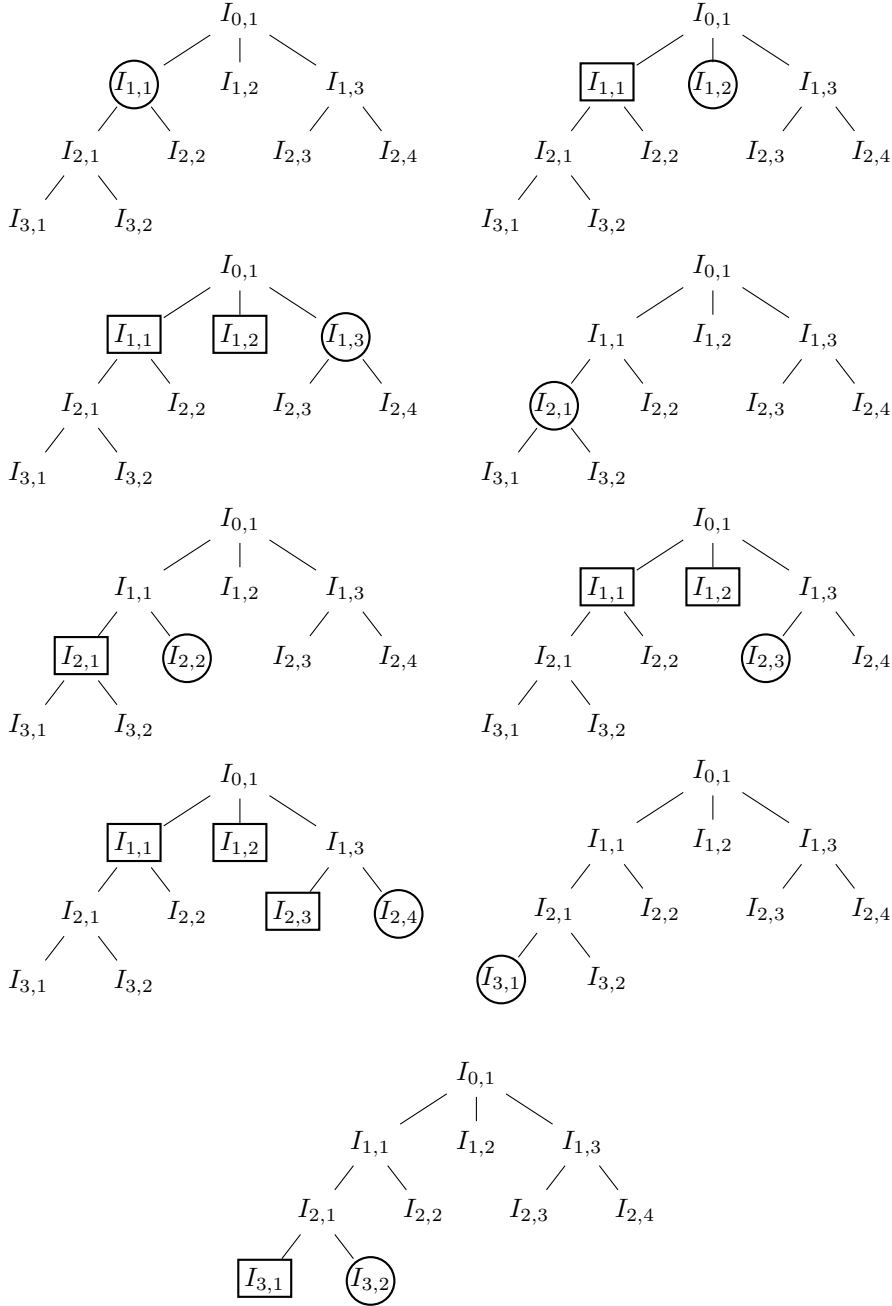 I_{0,1} I_{0,1}
I_{1,1} I_{1,2} I_{1,3} I_{1,1} I_{1,2} I_{1,3}
I_{2,1} I_{2,2} I_{2,3} I_{2,4} I_{2,1} I_{2,2} I_{2,3} I_{2,4}
I_{3,1} I_{3,2} I_{3,1} I_{3,2}
I_{0,1} I_{0,1}
I_{1,1} I_{1,2} I_{1,3} I_{1,1} I_{1,2} I_{1,3}
I_{2,1} I_{2,2} I_{2,3} I_{2,4} I_{2,1} I_{2,2} I_{2,3} I_{2,4}
I_{3,1} I_{3,2} I_{3,1} I_{3,2}
I_{0,1} I_{0,1}
I_{1,1} I_{1,2} I_{1,3} I_{1,1} I_{1,2} I_{1,3}
I_{2,1} I_{2,2} I_{2,3} I_{2,4} I_{2,1} I_{2,2} I_{2,3} I_{2,4}
I_{3,1} I_{3,2} I_{3,1} I_{3,2}
I_{0,1} I_{0,1}
I_{1,1} I_{1,2} I_{1,3} I_{1,1} I_{1,2} I_{1,3}
I_{2,1} I_{2,2} I_{2,3} I_{2,4} I_{2,1} I_{2,2} I_{2,3} I_{2,4}
I_{3,1} I_{3,2} I_{3,1} I_{3,2}
I_{0,1}
I_{1,1} I_{1,2} I_{1,3}
I_{2,1} I_{2,2} I_{2,3} I_{2,4}
I_{3,1} I_{3,2}